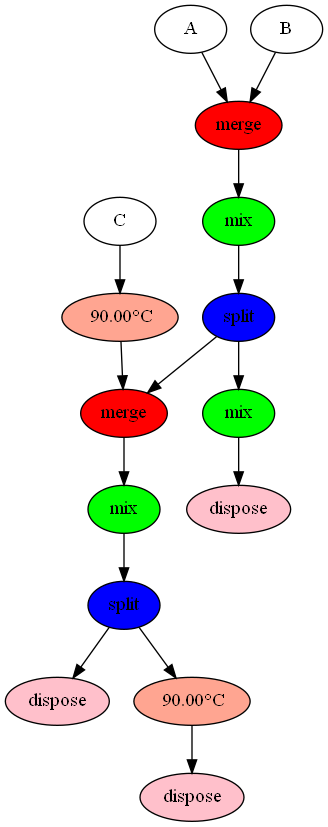 A
B
merge
C
mix
90.00°C
split
merge
mix
mix
dispose
split
dispose
90.00°C
dispose